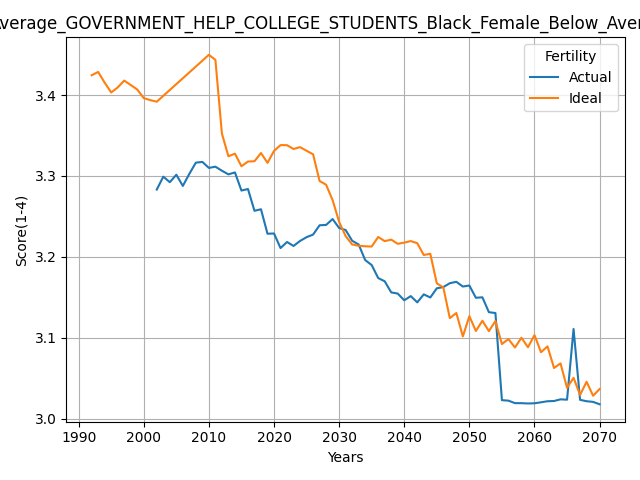 verage_GOVERNMENT_HELP_COLLEGE_STUDENTS_Black_Female_Below_Aver
Fertility
Actual
Ideal
Score(1-4)
3.4
3.3
3.2
3.1
3.0
1990 2000 2010 2020 2030 2040 2050 2060 2070
Years